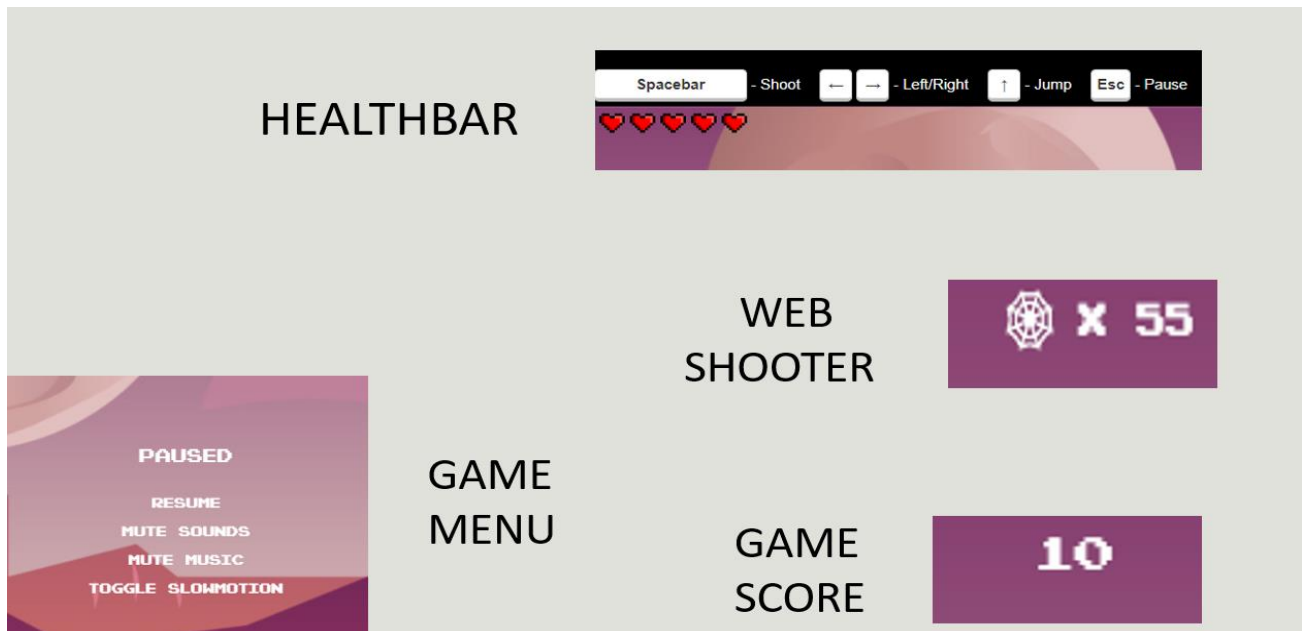 Spacebar - Shoot ← → - Left/Right ↑ - Jump Esc - Pause
HEALTHBAR
WEB
SHOOTER
X 55
PAUSED
RESUME
MUTE SOUNDS
MUTE MUSIC
TOGGLE SLOWMOTION
GAME
MENU
GAME
SCORE
10